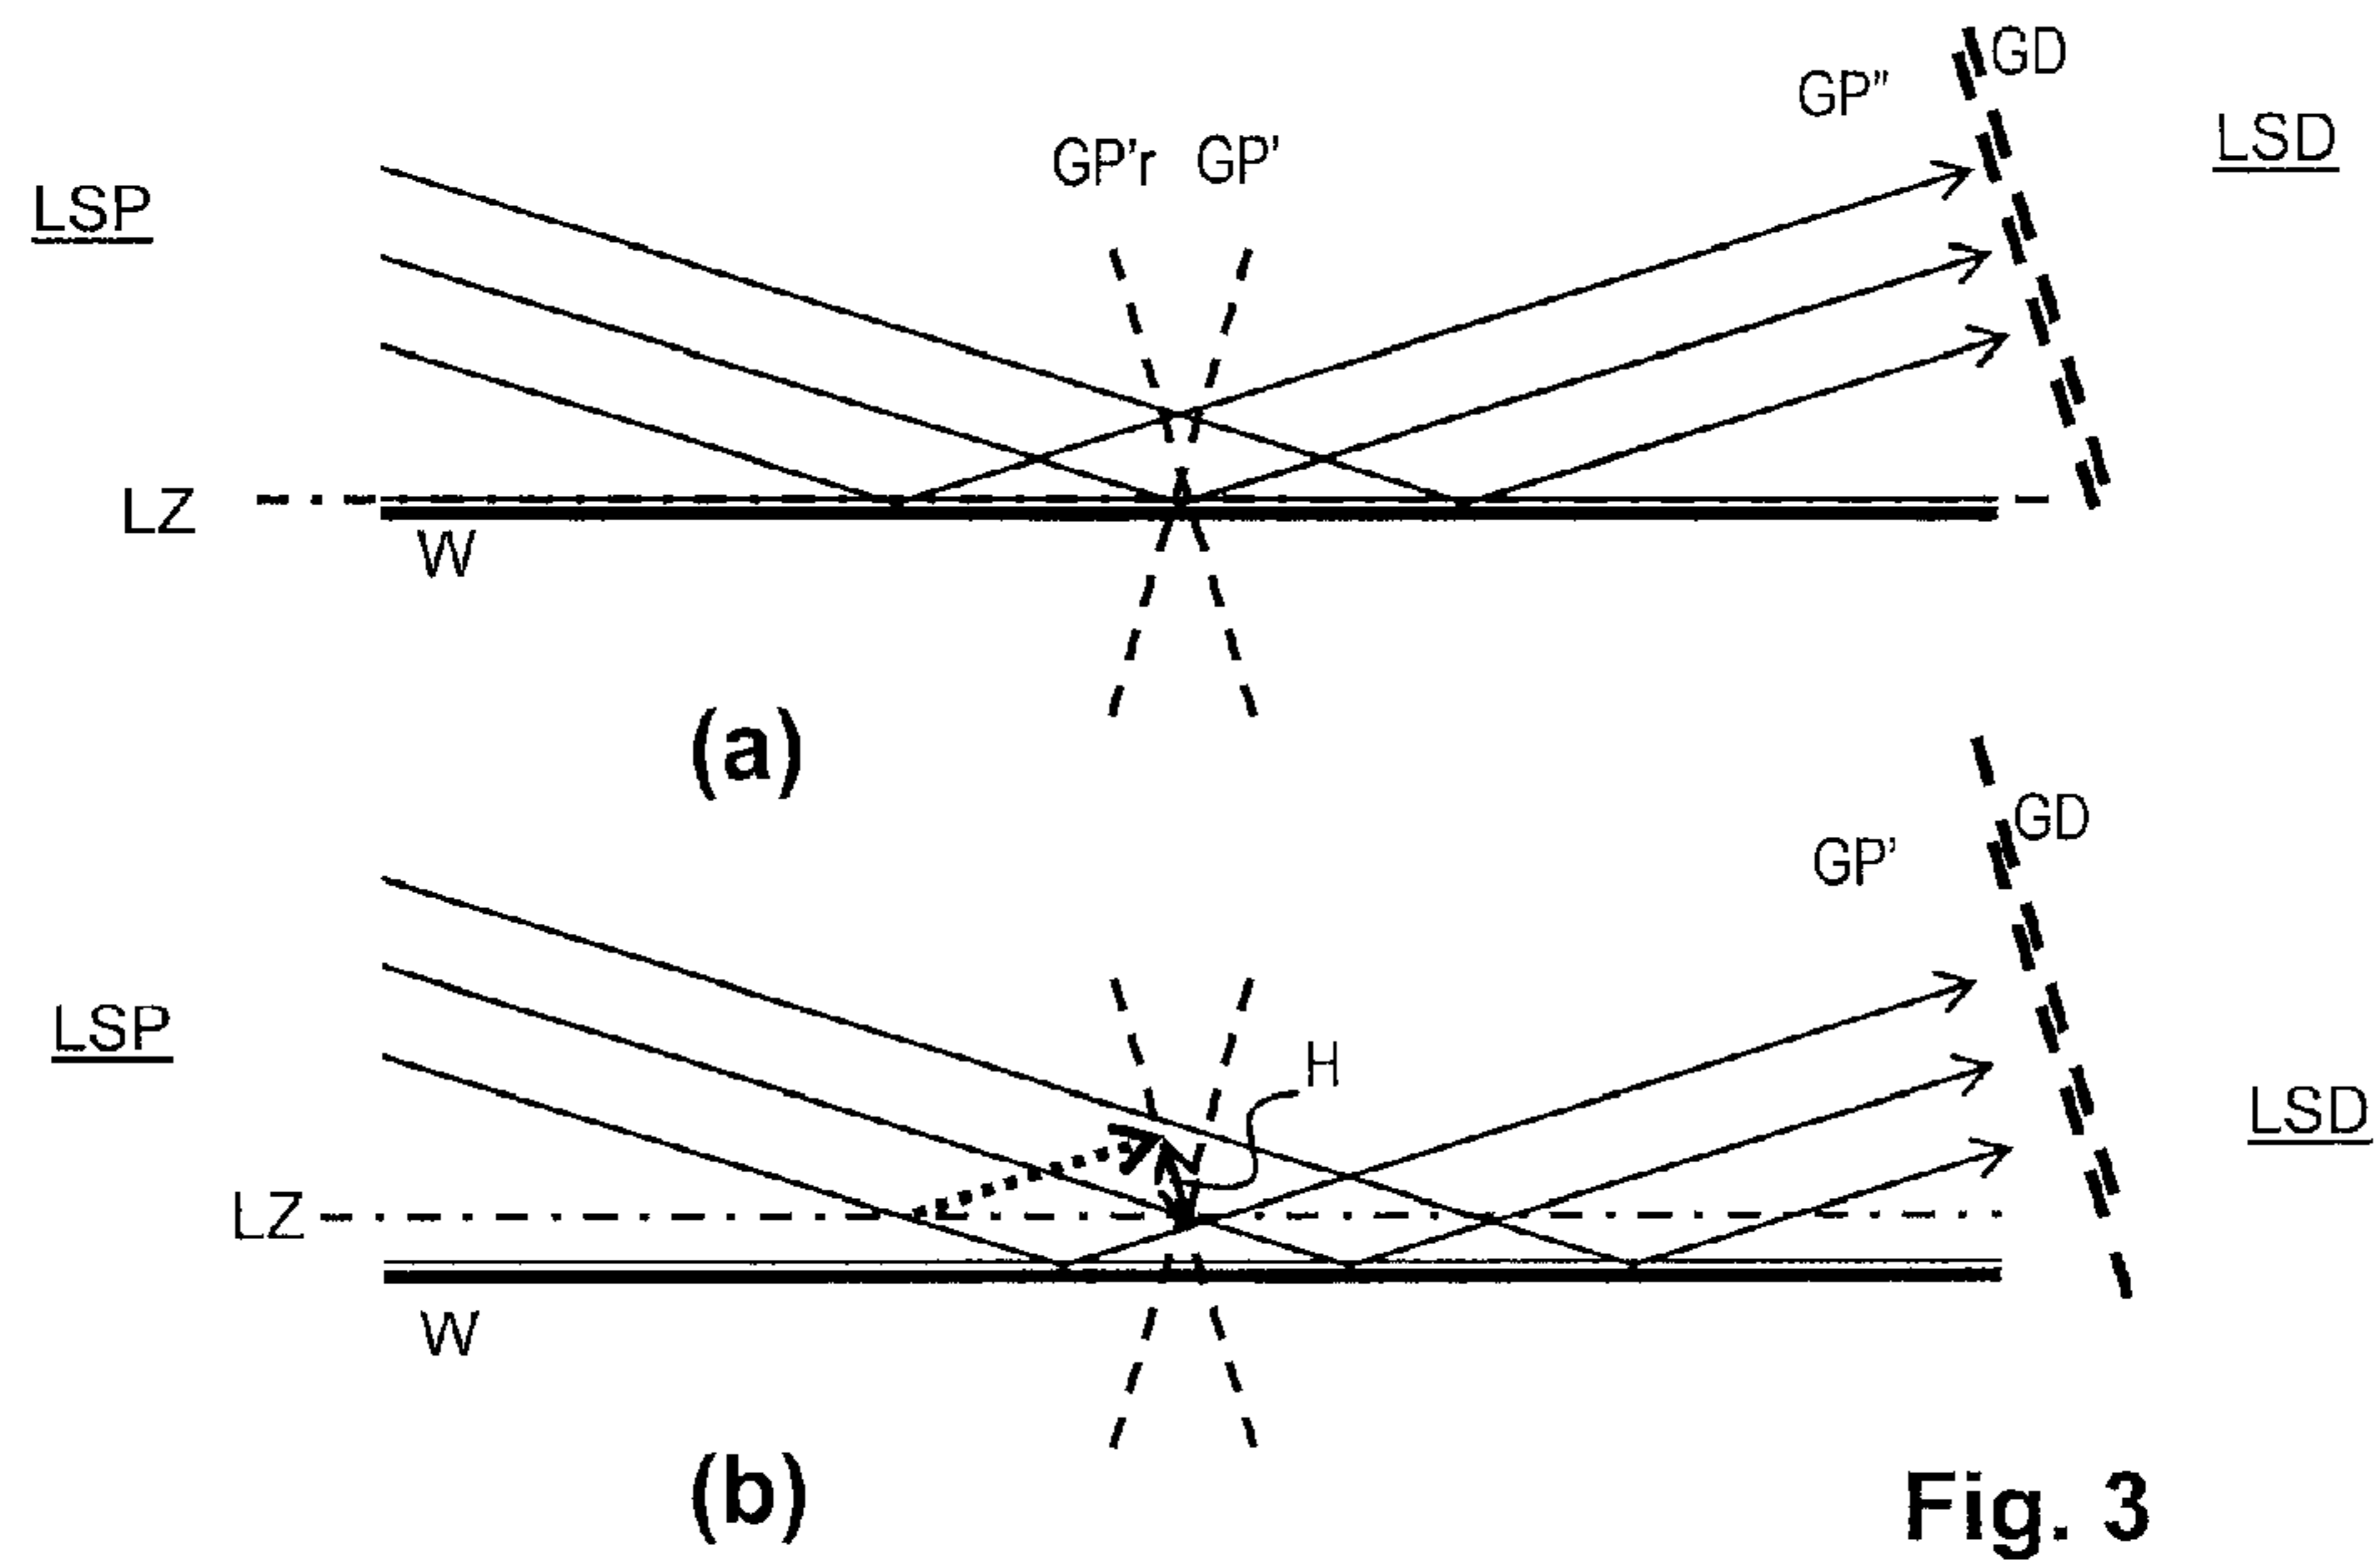 GD
GP"
LSD
GP'r GP'
LSP
LZ
W
(a)
GD
GP'
LSP
H
LSD
LZ
W
(b)
Fig. 3